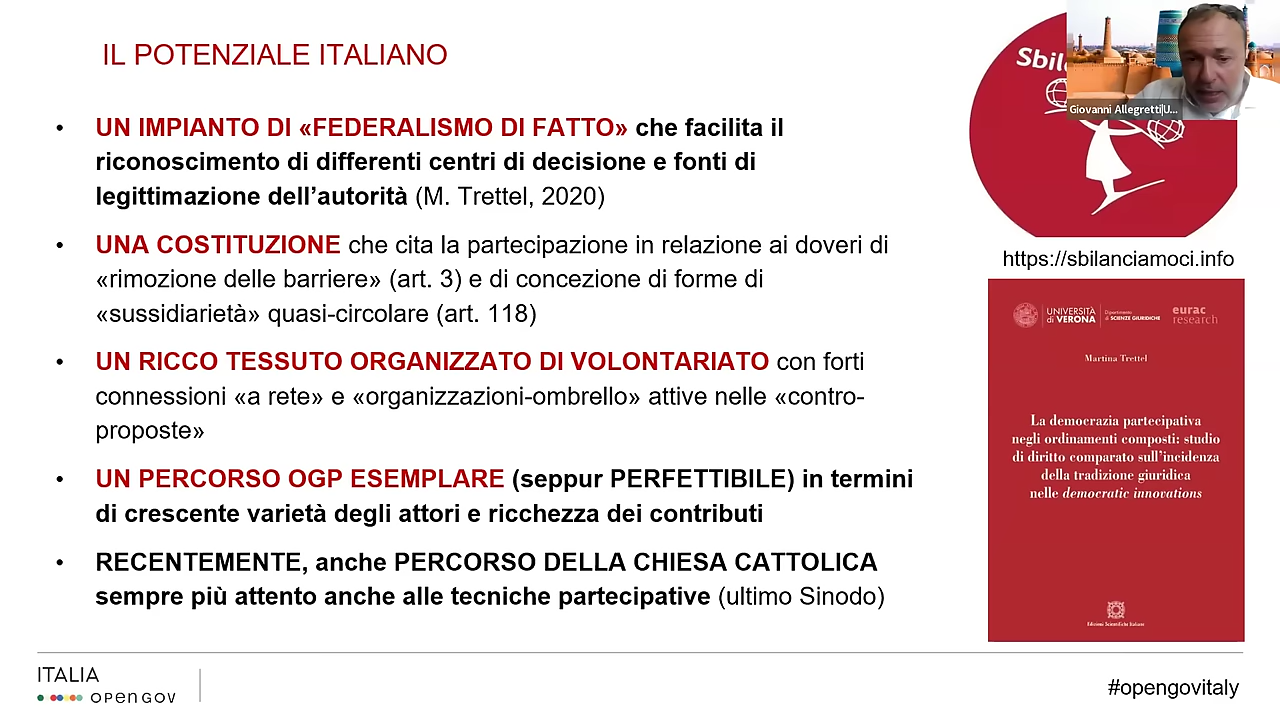 IL POTENZIALE ITALIANO
• UN IMPIANTO DI «FEDERALISMO DI FATTO» che facilita il
riconoscimento di differenti centri di decisione e fonti di
legittimazione dell’autorità (M. Trettel, 2020)
• UNA COSTITUZIONE che cita la partecipazione in relazione ai doveri di
«rimozione delle barriere» (art. 3) e di concezione di forme di
«sussidiarietà» quasi-circolare (art. 118)
• UN RICCO TESSUTO ORGANIZZATO DI VOLONTARIATO con forti
connessioni «a rete» e «organizzazioni-ombrello» attive nelle «contro-
proposte»
• UN PERCORSO OGP ESEMPLARE (seppur PERFETTIBILE) in termini
di crescente varietà degli attori e ricchezza dei contributi
• RECENTEMENTE, anche PERCORSO DELLA CHIESA CATTOLICA
sempre più attento anche alle tecniche partecipative (ultimo Sinodo)
Sbil
Giovanni Allegretti|U...
https://sbilanciamoci.info
UNIVERSITÀ
di VERONA
Dipartimento
di SCIENZE GIURIDICHE
eurac
research
Martina Trettel
La democrazia partecipativa
negli ordinamenti composti: studio
di diritto comparato sull’incidenza
della tradizione giuridica
nelle democratic innovations
Edizioni Scientifiche Italiane
ITALIA
OPEN GOV
#opengovitaly